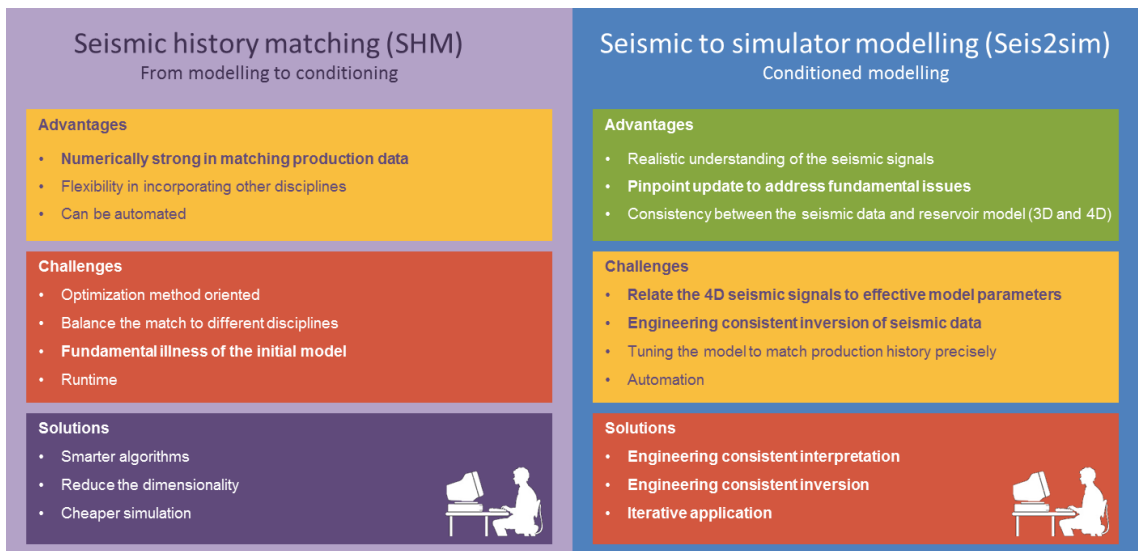 Seismic history matching (SHM)
From modelling to conditioning
Advantages
• Numerically strong in matching production data
• Flexibility in incorporating other disciplines
• Can be automated
Challenges
• Optimization method oriented
• Balance the match to different disciplines
• Fundamental illness of the initial model
• Runtime
Solutions
• Smarter algorithms
• Reduce the dimensionality
• Cheaper simulation
Seismic to simulator modelling (Seis2sim)
Conditioned modelling
Advantages
• Realistic understanding of the seismic signals
• Pinpoint update to address fundamental issues
• Consistency between the seismic data and reservoir model (3D and 4D)
Challenges
• Relate the 4D seismic signals to effective model parameters
• Engineering consistent inversion of seismic data
• Tuning the model to match production history precisely
• Automation
Solutions
• Engineering consistent interpretation
• Engineering consistent inversion
• Iterative application